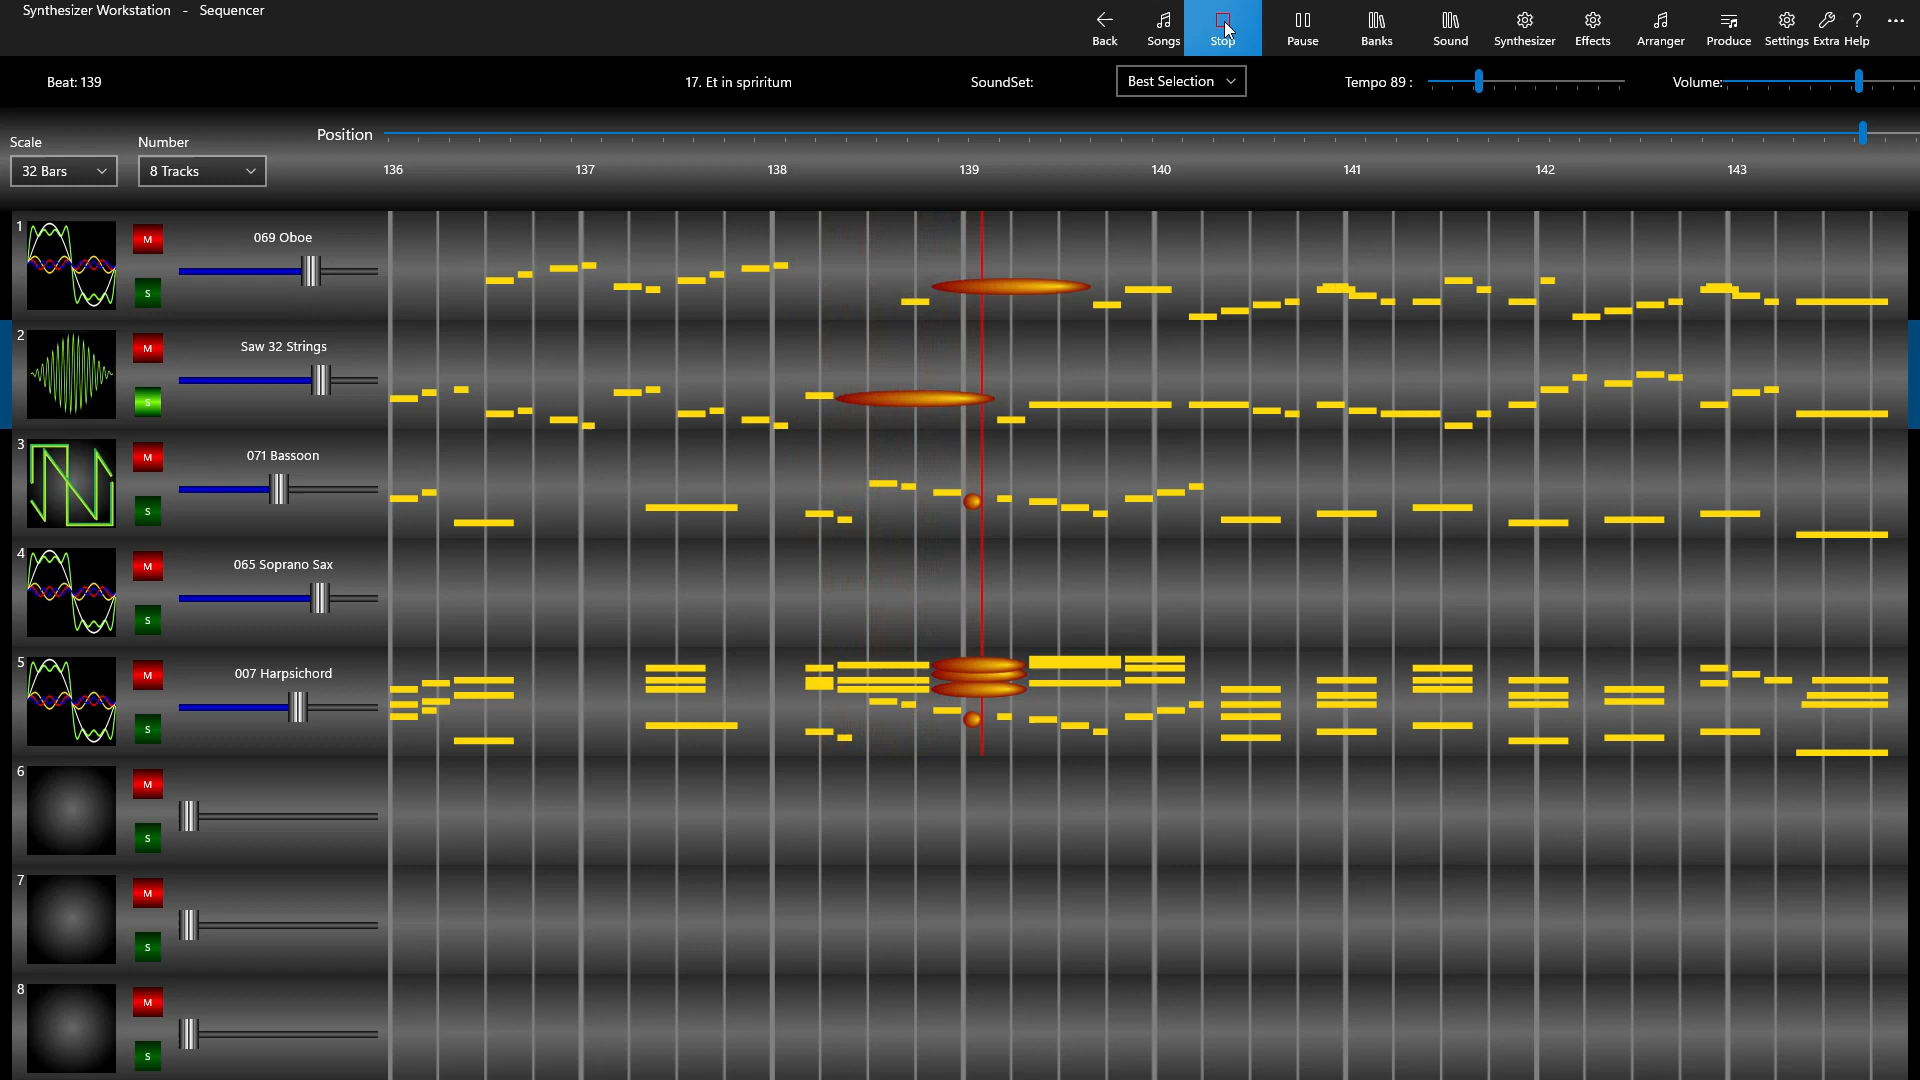 Synthesizer Workstation - Sequencer
Back Songs Stop Pause Banks Sound Synthesizer Effects Arranger Produce Settings Extra Help
Beat: 139 17. Et in spriritum SoundSet: Best Selection Tempo 89 : Volume:
Scale Number Position
32 Bars 8 Tracks
136 137 138 139 140 141 142 143
1 M 069 Oboe
S
2 M Saw 32 Strings
S
3 M 071 Bassoon
S
4 M 065 Soprano Sax
S
5 M 007 Harpsichord
S
6 M
S
7 M
S
8 M
S